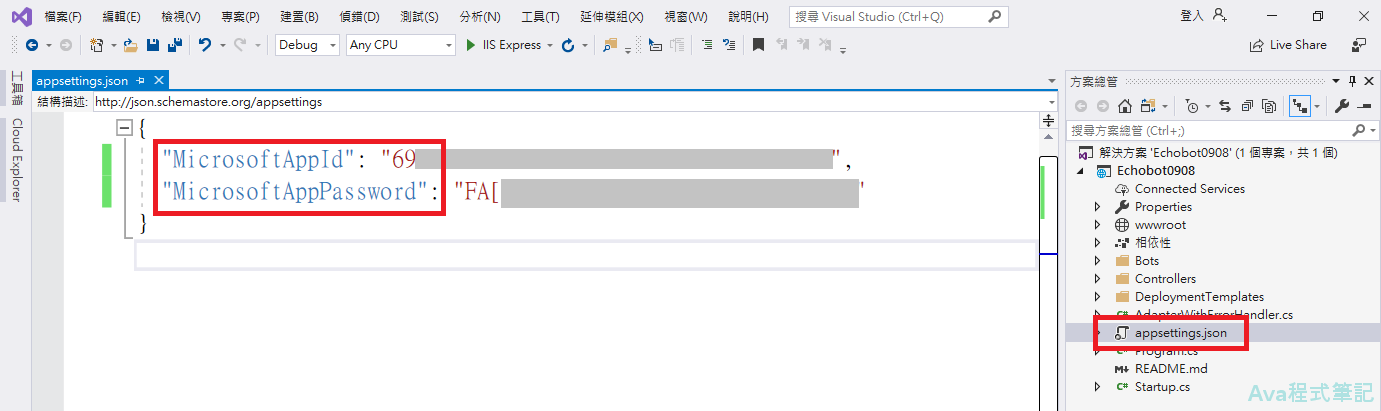 檔案(F) 編輯(E) 檢視(V) 專案(P) 建置(B) 偵錯(D) 測試(S) 分析(N) 工具(T) 延伸模組(X) 視窗(W) 說明(H) 搜尋 Visual Studio (Ctrl+Q) 登入
Debug Any CPU IIS Express Live Share
工具箱
Cloud Explorer
appsettings.json
結構描述: http://json.schemastore.org/appsettings
{
"MicrosoftAppId": "69 ",
"MicrosoftAppPassword": "FA[ '
}
方案總管
搜尋方案總管 (Ctrl+;)
解決方案 'Echobot0908' (1 個專案，共 1 個)
Echobot0908
Connected Services
Properties
wwwroot
相依性
Bots
Controllers
DeploymentTemplates
AdapterWithErrorHandler.cs
appsettings.json
Program.cs
README.md
Startup.cs
Ava程式筆記